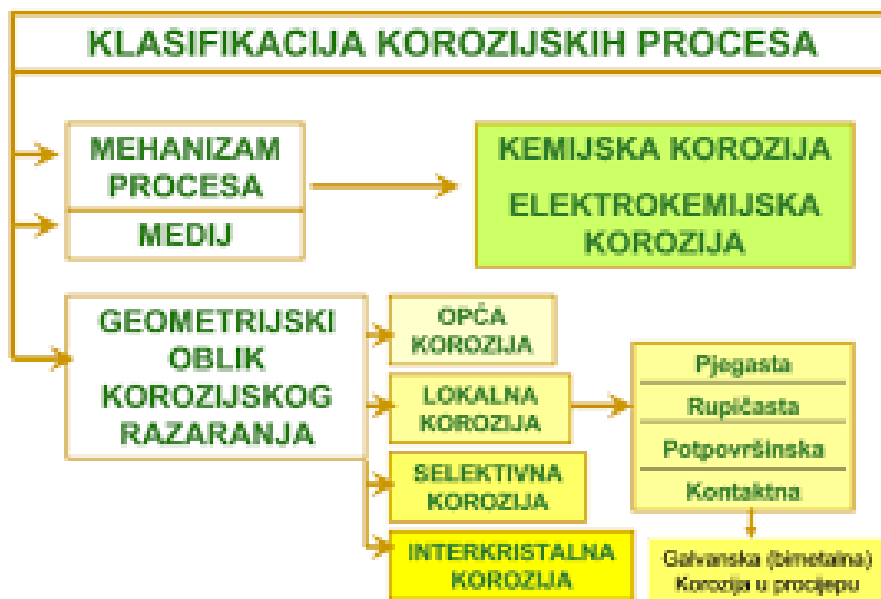 KLASIFIKACIJA KOROZIJSKIH PROCESA
MEHANIZAM
PROCESA
MEDIJ
KEMIJSKA KOROZIJA
ELEKTROKEMIJSKA
KOROZIJA
GEOMETRIJSKI
OBLIK
KOROZIJSKOG
RAZARANJA
OPĆA
KOROZIJA
LOKALNA
KOROZIJA
SELEKTIVNA
KOROZIJA
INTERKRISTALNA
KOROZIJA
Pjegasta
Rupičasta
Potpovršinska
Kontaktna
Galvanska (bimetalna)
Korozija u procijepu